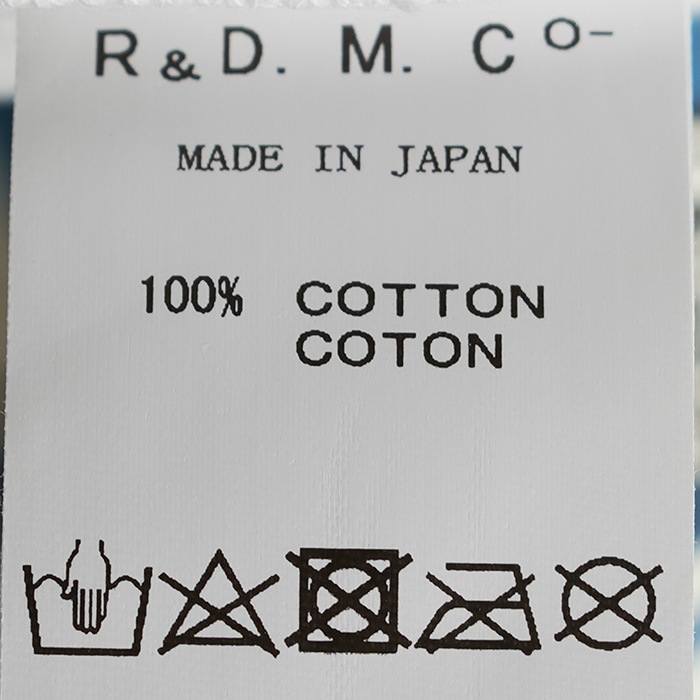 R & D. M. Co-
MADE IN JAPAN
100% COTTON
COTON